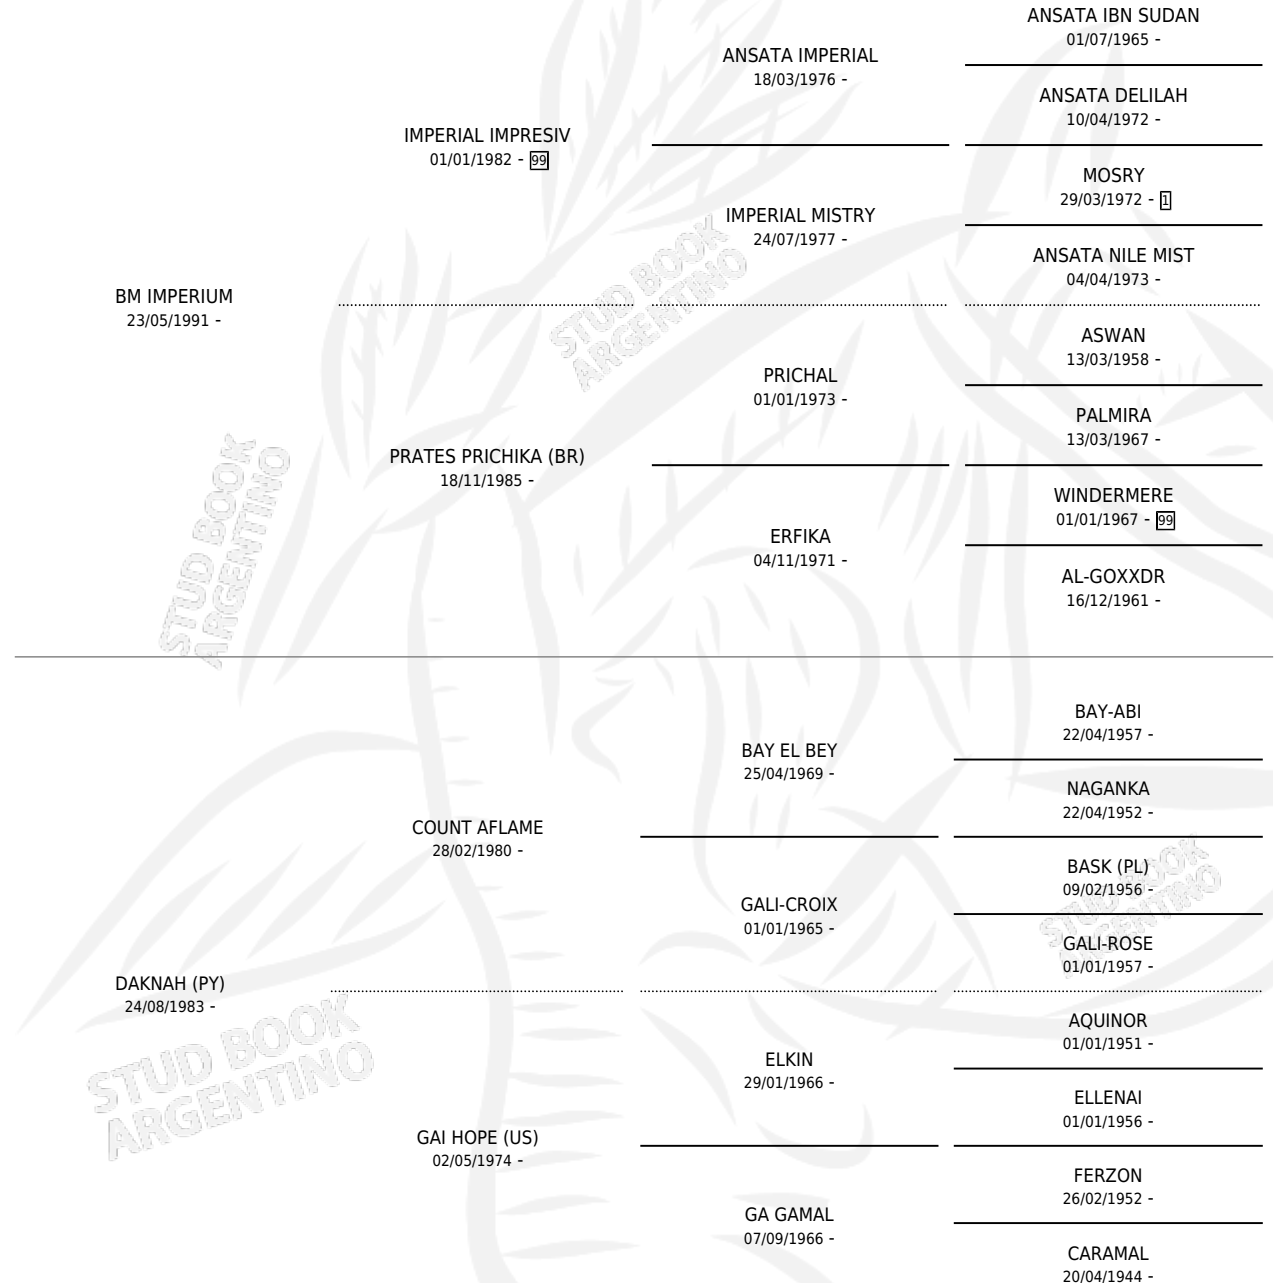 ANSATA IBN SUDAN
01/07/1965 -
ANSATA IMPERIAL
18/03/1976 -
ANSATA DELILAH
10/04/1972 -
IMPERIAL IMPRESIV
01/01/1982 - 99
MOSRY
29/03/1972 - 1
IMPERIAL MISTRY
24/07/1977 -
ANSATA NILE MIST
04/04/1973 -
BM IMPERIUM
23/05/1991 -
STUD BOOK
ARGENTINO
ASWAN
13/03/1958 -
PRICHAL
01/01/1973 -
PALMIRA
13/03/1967 -
PRATES PRICHIKA (BR)
18/11/1985 -
WINDERMERE
01/01/1967 - 99
ERFIKA
04/11/1971 -
AL-GOXXDR
16/12/1961 -
STUD BOOK
ARGENTINO
BAY-ABI
22/04/1957 -
BAY EL BEY
25/04/1969 -
NAGANKA
22/04/1952 -
COUNT AFLAME
28/02/1980 -
BASK (PL)
09/02/1956 -
GALI-CROIX
01/01/1965 -
STUD BOOK
ARGENTINO
GALI-ROSE
01/01/1957 -
DAKNAH (PY)
24/08/1983 -
AQUINOR
01/01/1951 -
ELKIN
29/01/1966 -
ELLENAI
01/01/1956 -
STUD BOOK
ARGENTINO
GAI HOPE (US)
02/05/1974 -
FERZON
26/02/1952 -
GA GAMAL
07/09/1966 -
CARAMAL
20/04/1944 -